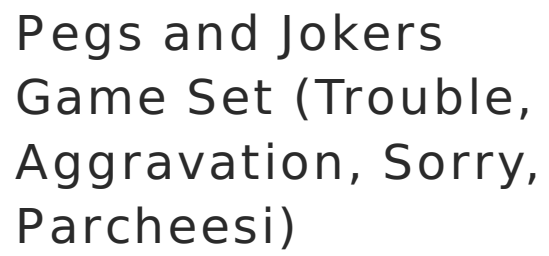 Pegs and Jokers
Game Set (Trouble,
Aggravation, Sorry,
Parcheesi)